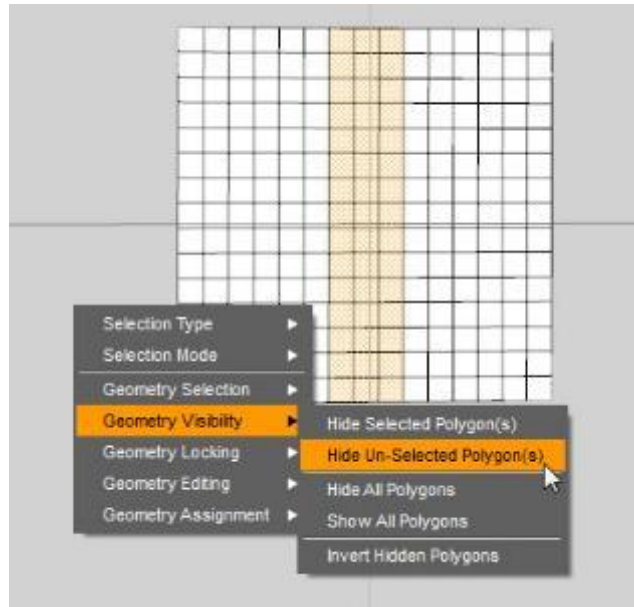 Selection Type
Selection Mode
Geometry Selection
Geometry Visibility
Geometry Locking
Geometry Editing
Geometry Assignment
Hide Selected Polygon(s)
Hide Un-Selected Polygon(s)
Hide All Polygons
Show All Polygons
Invert Hidden Polygons